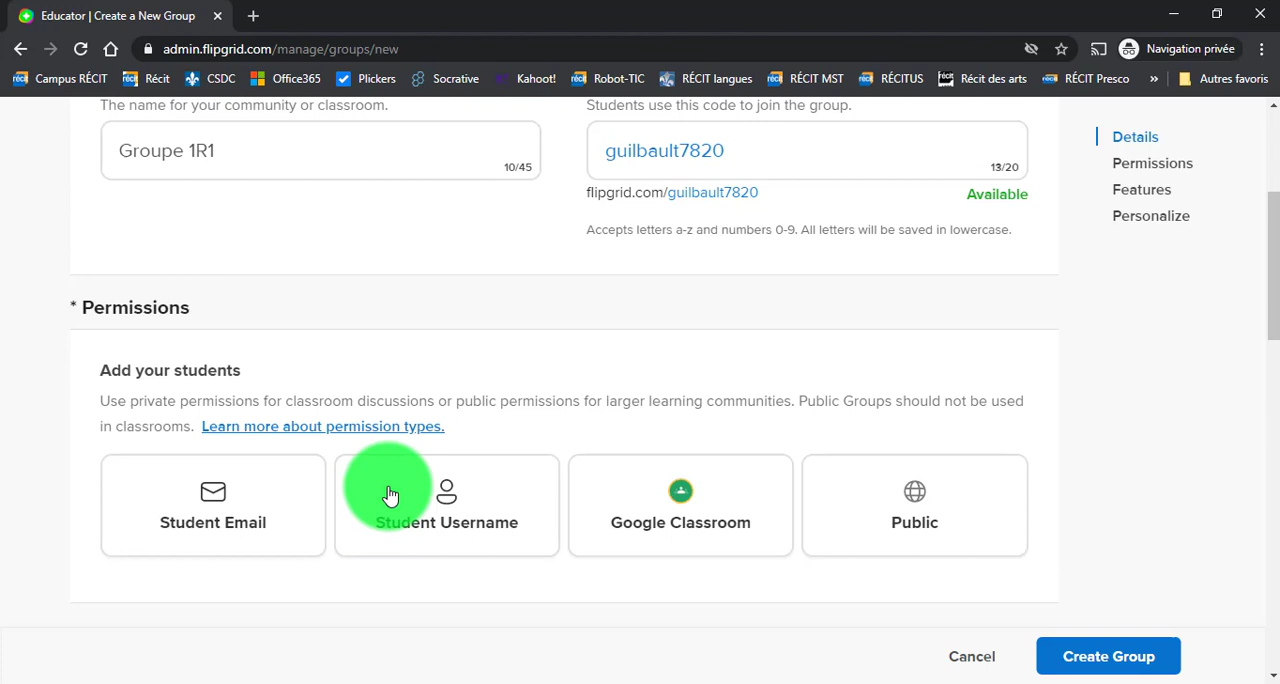 Educator | Create a New Group
admin.flipgrid.com/manage/groups/new
Navigation privée
Campus RÉCIT
Récit
CSDC
Office365
Plickers
Socrative
Kahoot!
Robot-TIC
RÉCIT langues
RÉCIT MST
RÉCITUS
Récit des arts
RÉCIT Presco
»
Autres favoris
The name for your community or classroom.
Students use this code to join the group.
Groupe 1R1
10/45
guilbault7820
13/20
flipgrid.com/guilbault7820
Available
Accepts letters a-z and numbers 0-9. All letters will be saved in lowercase.
Details
Permissions
Features
Personalize
* Permissions
Add your students
Use private permissions for classroom discussions or public permissions for larger learning communities. Public Groups should not be used
in classrooms. Learn more about permission types.
Student Email
Student Username
Google Classroom
Public
Cancel
Create Group